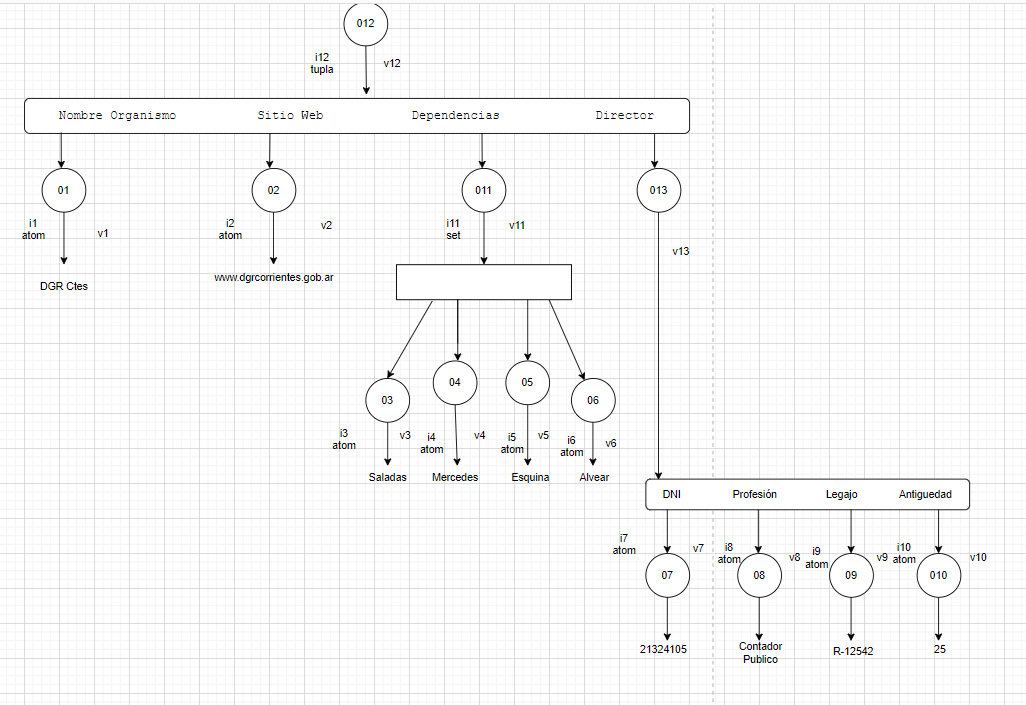 012
i12
tupla
v12
Nombre Organismo
Sitio Web
Dependencias
Director
01
02
011
013
i1
atom
v1
i2
atom
v2
i11
set
v11
v13
DGR Ctes
www.dgrcorrientes.gob.ar
03
04
05
06
i3
atom
v3
i4
atom
v4
i5
atom
v5
i6
atom
v6
Saladas
Mercedes
Esquina
Alvear
DNI
Profesión
Legajo
Antiguedad
i7
atom
v7
i8
atom
v8
i9
atom
v9
i10
atom
v10
07
08
09
010
21324105
Contador
Publico
R-12542
25